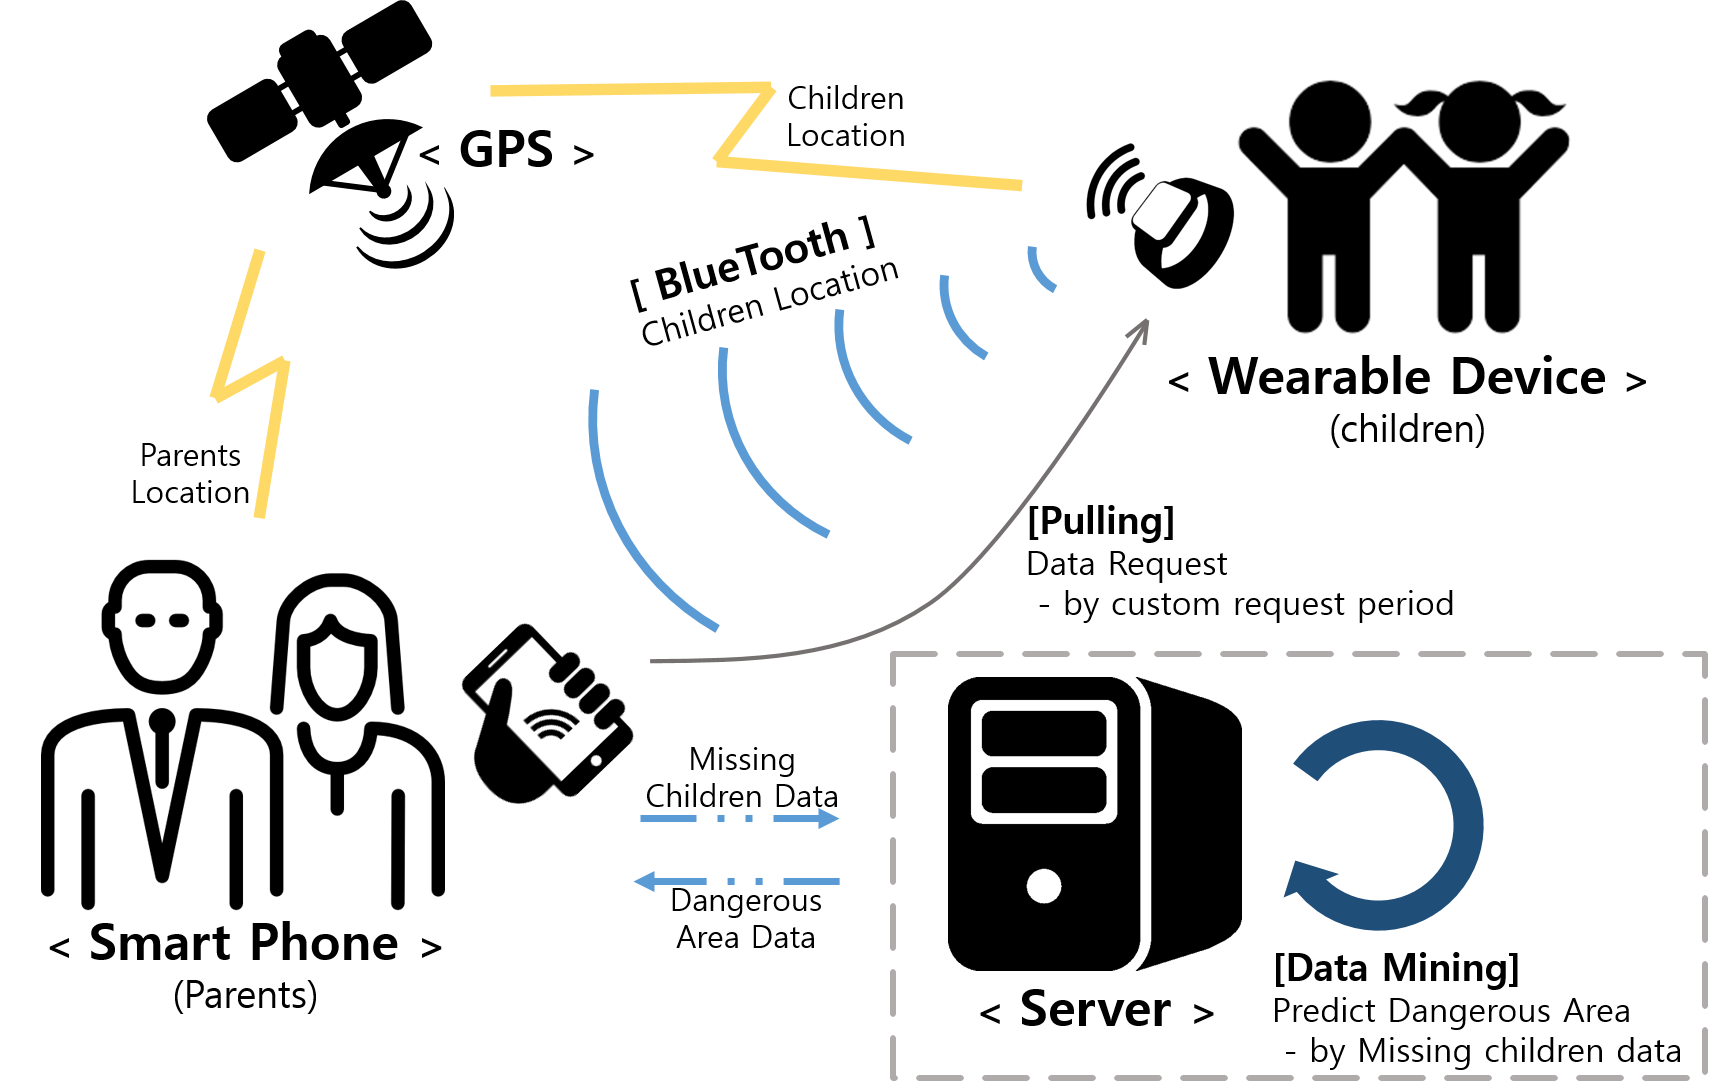 < GPS >
Children
Location
[ BlueTooth ]
Children Location
< Wearable Device >
(children)
Parents
Location
[Pulling]
Data Request
- by custom request period
Missing
Children Data
Dangerous
Area Data
< Smart Phone >
(Parents)
< Server >
[Data Mining]
Predict Dangerous Area
- by Missing children data